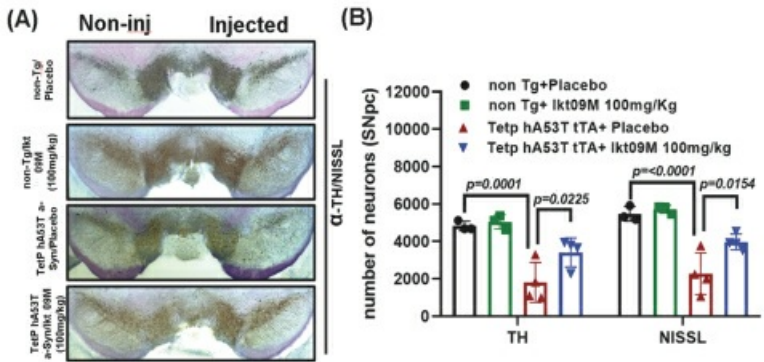 (A)
Non-inj Injected
non-Tg/
Placebo
non-Tg/Ikt
09M
(100mg/kg)
TetP hA53T a-
Syn/Placebo
TetP hA53T
a-Syn/Ikt 09M
(100mg/kg)
α-TH/NISSL
(B)
number of neurons (SNpc)
12000
10000
8000
6000
4000
2000
0
non Tg+Placebo
non Tg+ Ikt09M 100mg/Kg
Tetp hA53T tTA+ Placebo
Tetp hA53T tTA+ Ikt09M 100mg/kg
p=0.0001
p=0.0225
p=<0.0001
p=0.0154
TH
NISSL